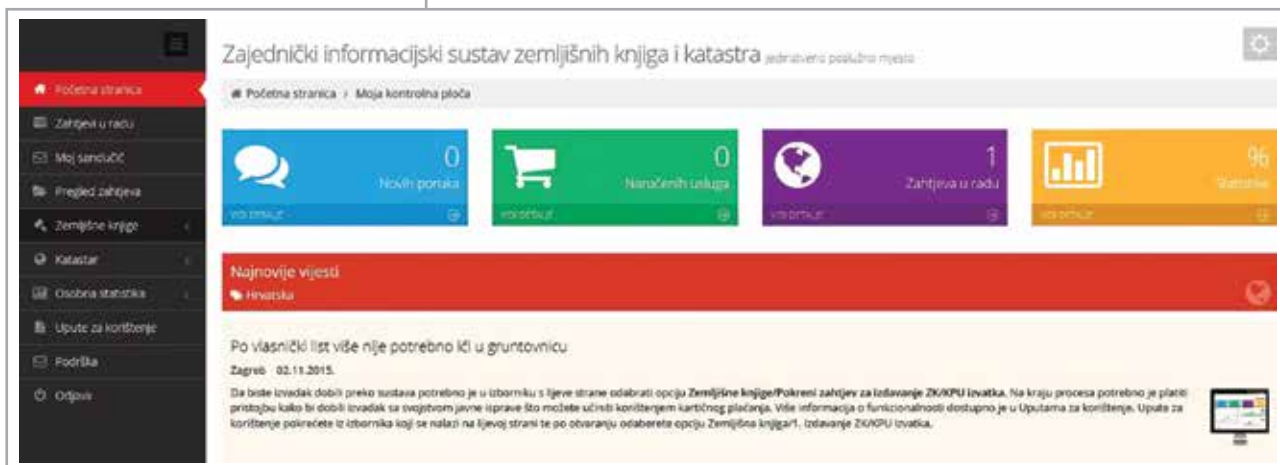 Zajednički informacijski sustav zemljišnih knjiga i katastra jedinstveno poslužno mjesto
Početna stranica
Zahtjevi u radu
Moj sandučić
Pregled zahtjeva
Zemljišne knjige
Katastar
Osobna statistika
Upute za korištenje
Podrška
Odjava
Početna stranica › Moja kontrolna ploča
0
Novih poruka
VIDI DETALJE
0
Naručenih usluga
VIDI DETALJE
1
Zahtjeva u radu
VIDI DETALJE
96
Statistika
VIDI DETALJE
Najnovije vijesti
Hrvatska
Po vlasnički list više nije potrebno ići u gruntovnicu
Zagreb 02.11.2015.
Da biste izvadak dobili preko sustava potrebno je u izborniku s lijeve strane odabrati opciju Zemljišne knjige/Pokreni zahtjev za izdavanje ZK/KPU izvatka. Na kraju procesa potrebno je platiti
pristojbu kako bi dobili izvadak sa svojstvom javne isprave što možete učiniti korištenjem kartičnog plaćanja. Više informacija o funkcionalnosti dostupno je u Uputama za korištenje. Upute za
korištenje pokrećete iz izbornika koji se nalazi na lijevoj strani te po otvaranju odaberete opciju Zemljišna knjiga/1. Izdavanje ZK/KPU izvatka.